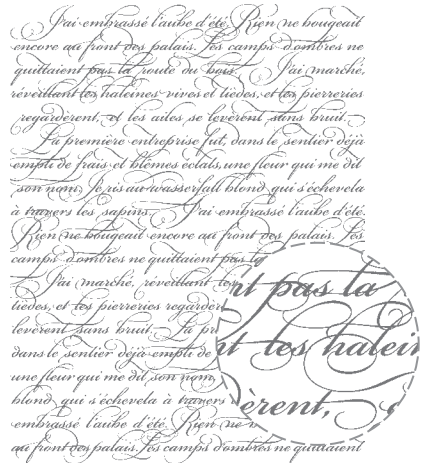 J'ai embrassé l'aube d'été. Rien ne bougeait
encore au front des palais. Les camps d'ombres ne
quittaient pas la route du bois. J'ai marché,
réveillant les haleines vives et tièdes, et les pierreries
regardèrent, et les ailes se levèrent sans bruit.
La première entreprise fut, dans le sentier déjà
empli de frais et blêmes éclats, une fleur qui me dit
son nom. Je ris au wasserfall blond qui s'échevela
à travers les sapins. J'ai embrassé l'aube d'été.
Rien ne bougeait encore au front des palais. Les
camps d'ombres ne quittaient pas la
J'ai marché, réveillant les
tièdes, et les pierreries regardèr
levèrent sans bruit. La pr
dans le sentier déjà empli de
une fleur qui me dit son nom.
blond qui s'échevela à travers
embrassé l'aube d'été. Rien ne
au front des palais. Les camps d'ombres ne quittaient
nt pas la
nt les halein
èrent,